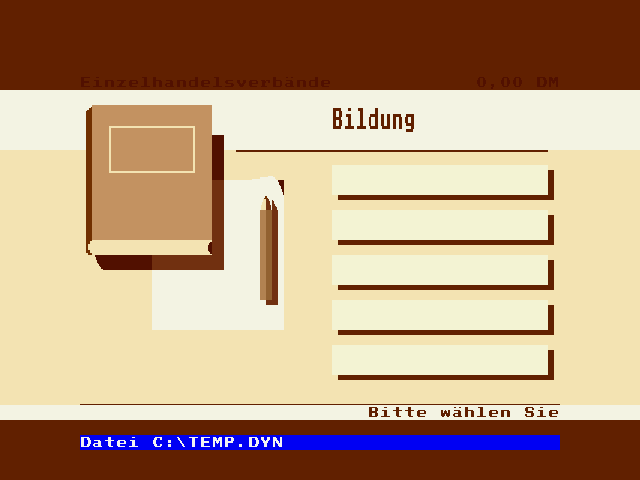 Einzelhandelsverbände 0,00 DM
Bildung
Bitte wählen Sie
Datei C:\TEMP.DYN